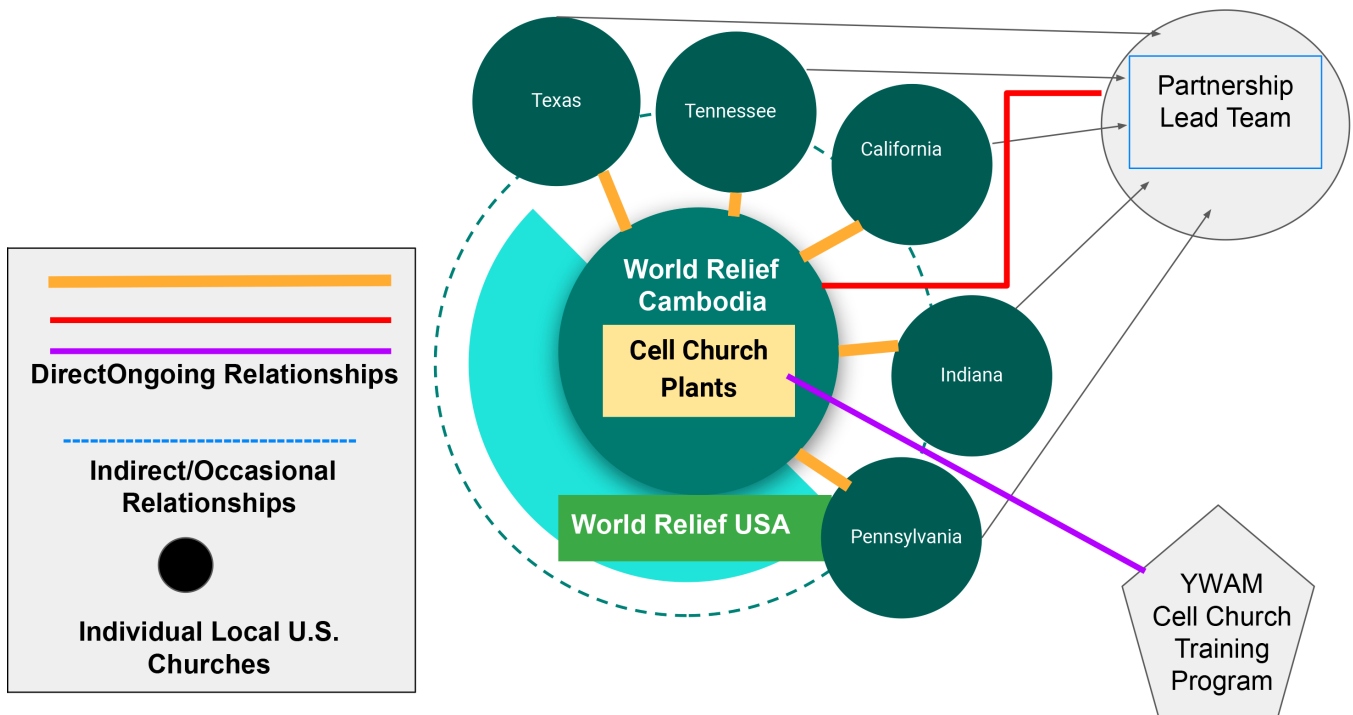 Texas
Tennessee
California
Partnership
Lead Team
World Relief
Cambodia
Cell Church
Plants
Indiana
World Relief USA
Pennsylvania
YWAM
Cell Church
Training
Program
DirectOngoing Relationships
Indirect/Occasional
Relationships
Individual Local U.S.
Churches